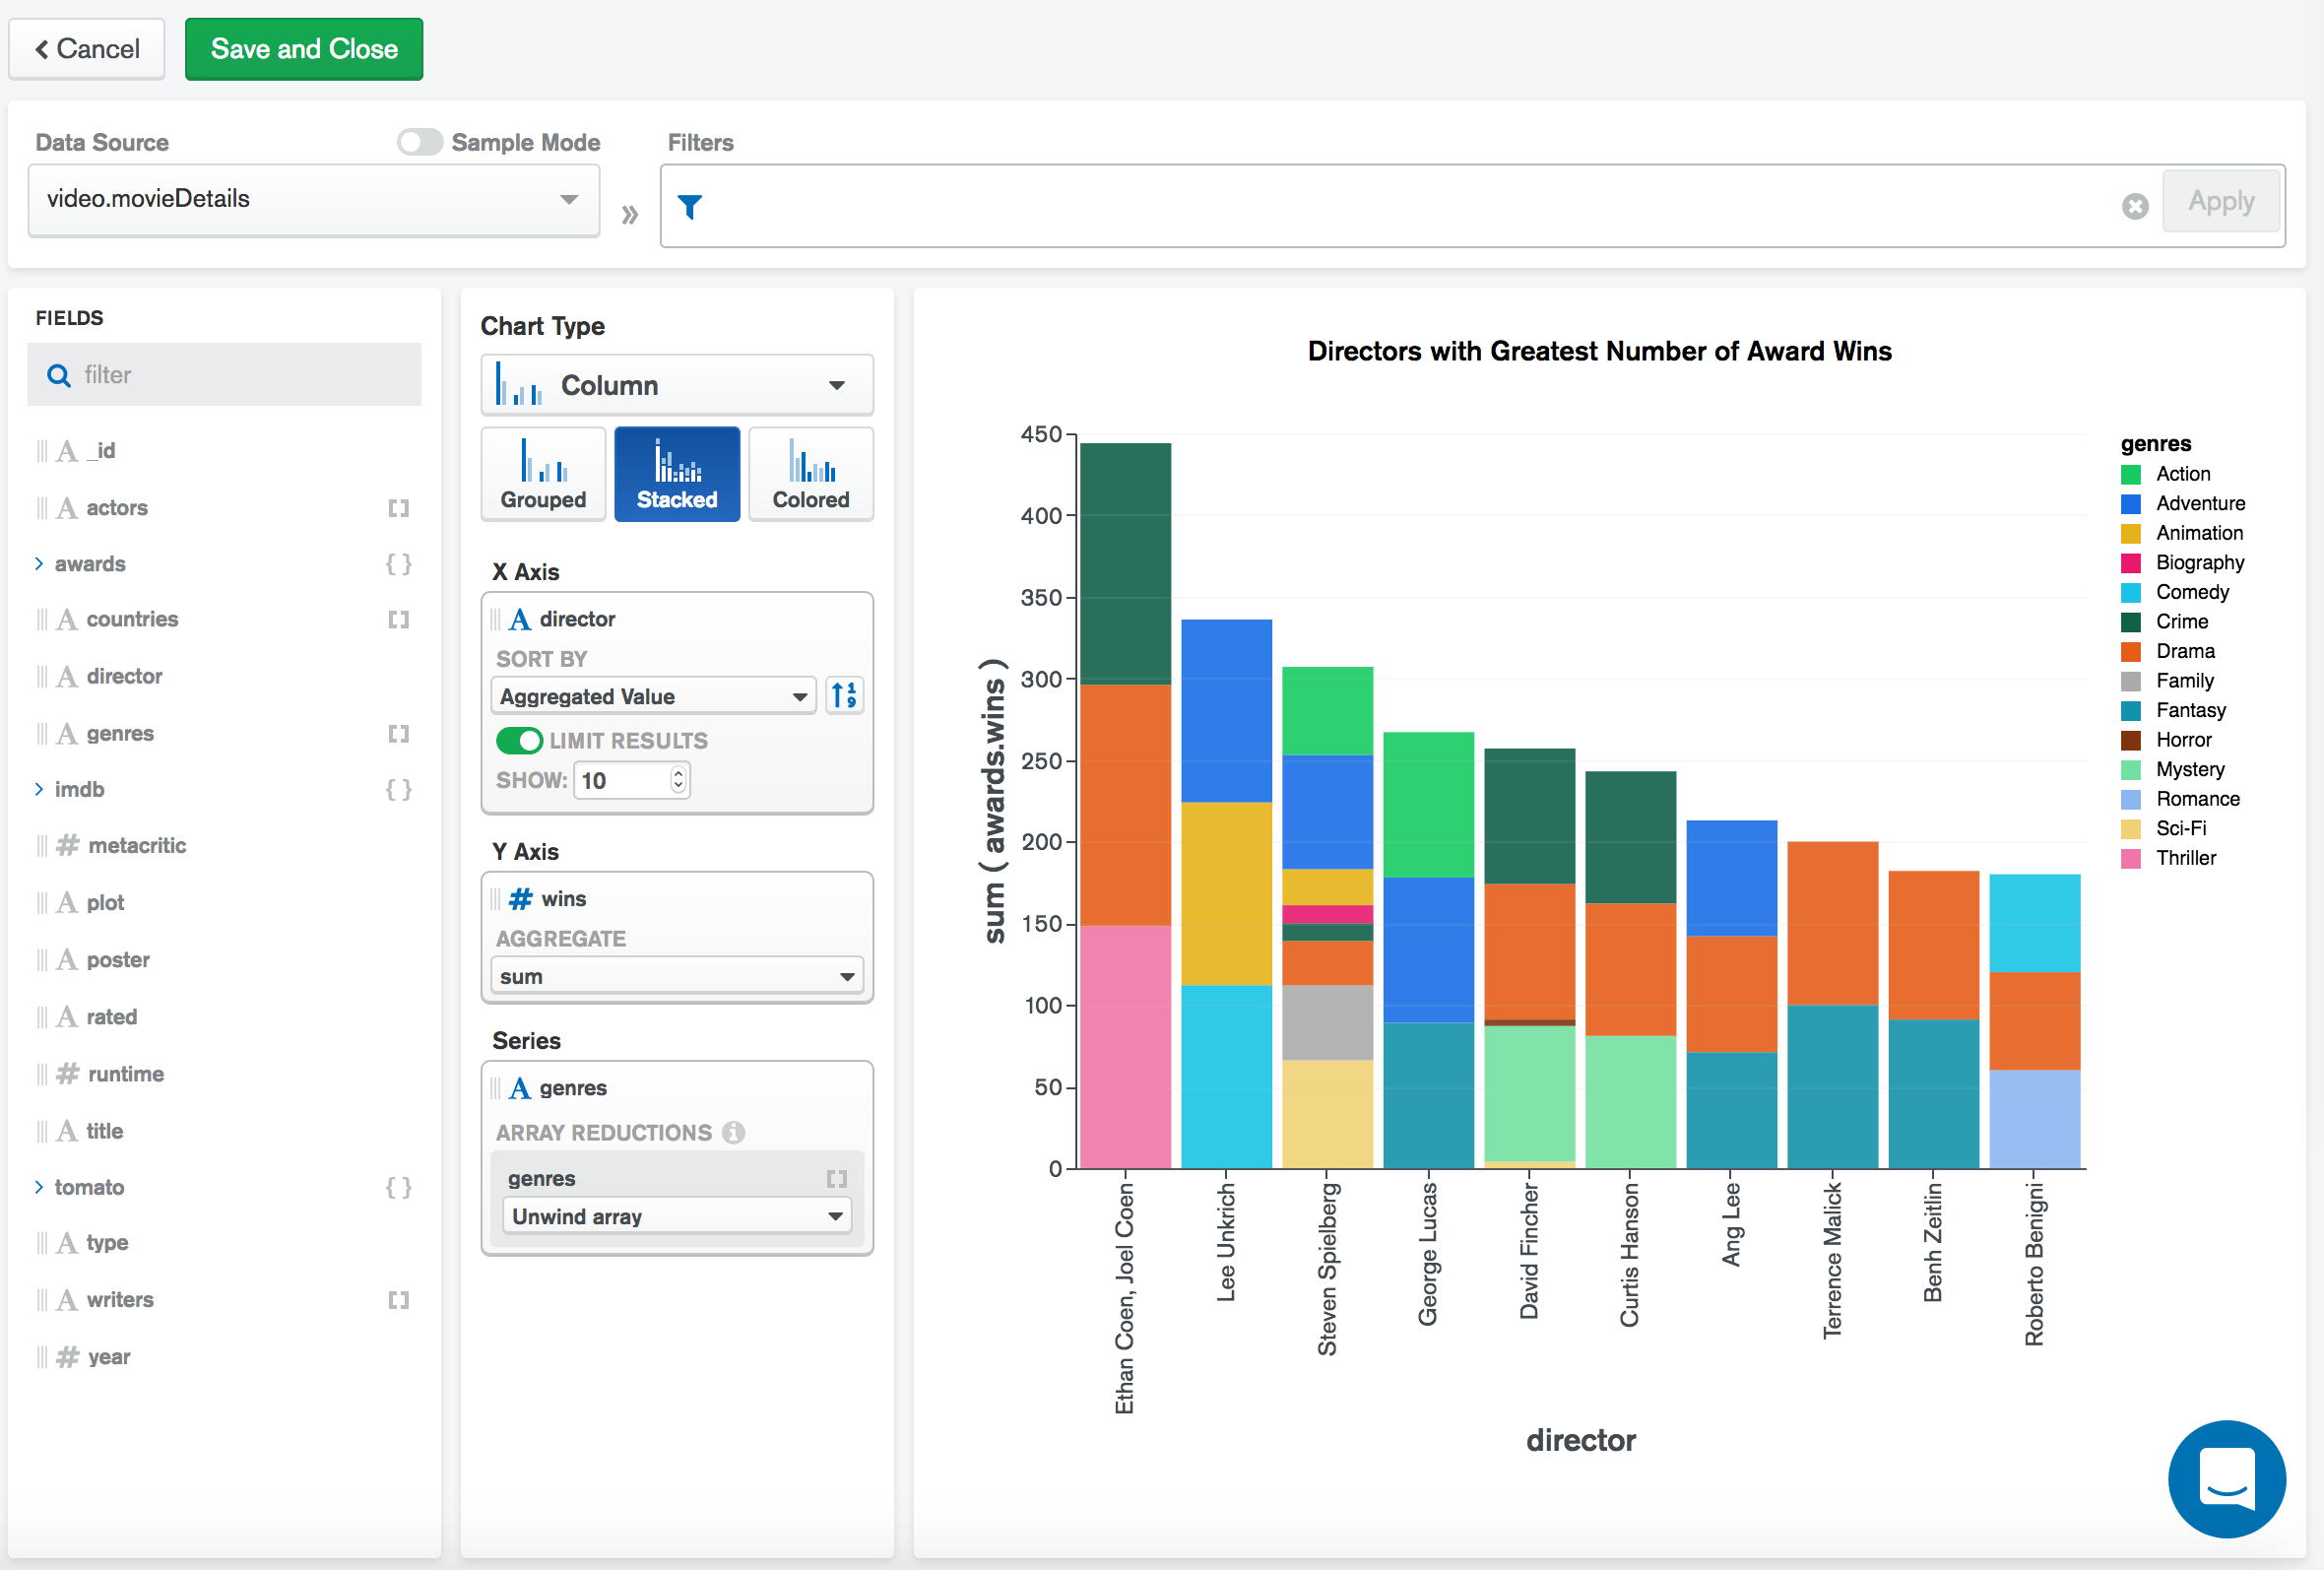 Cancel
Save and Close
Data Source
Sample Mode
Filters
video.movieDetails
»
Apply
FIELDS
filter
A _id
A actors [ ]
awards { }
A countries [ ]
A director
A genres [ ]
imdb { }
# metacritic
A plot
A poster
A rated
# runtime
A title
tomato { }
A type
A writers [ ]
# year
Chart Type
Column
Grouped
Stacked
Colored
X Axis
A director
SORT BY
Aggregated Value
1
9
LIMIT RESULTS
SHOW: 10
Y Axis
# wins
AGGREGATE
sum
Series
A genres
ARRAY REDUCTIONS i
genres [ ]
Unwind array
Directors with Greatest Number of Award Wins
sum ( awards.wins )
450
400
350
300
250
200
150
100
50
0
Ethan Coen, Joel Coen
Lee Unkrich
Steven Spielberg
George Lucas
David Fincher
Curtis Hanson
Ang Lee
Terrence Malick
Benh Zeitlin
Roberto Benigni
director
genres
Action
Adventure
Animation
Biography
Comedy
Crime
Drama
Family
Fantasy
Horror
Mystery
Romance
Sci-Fi
Thriller